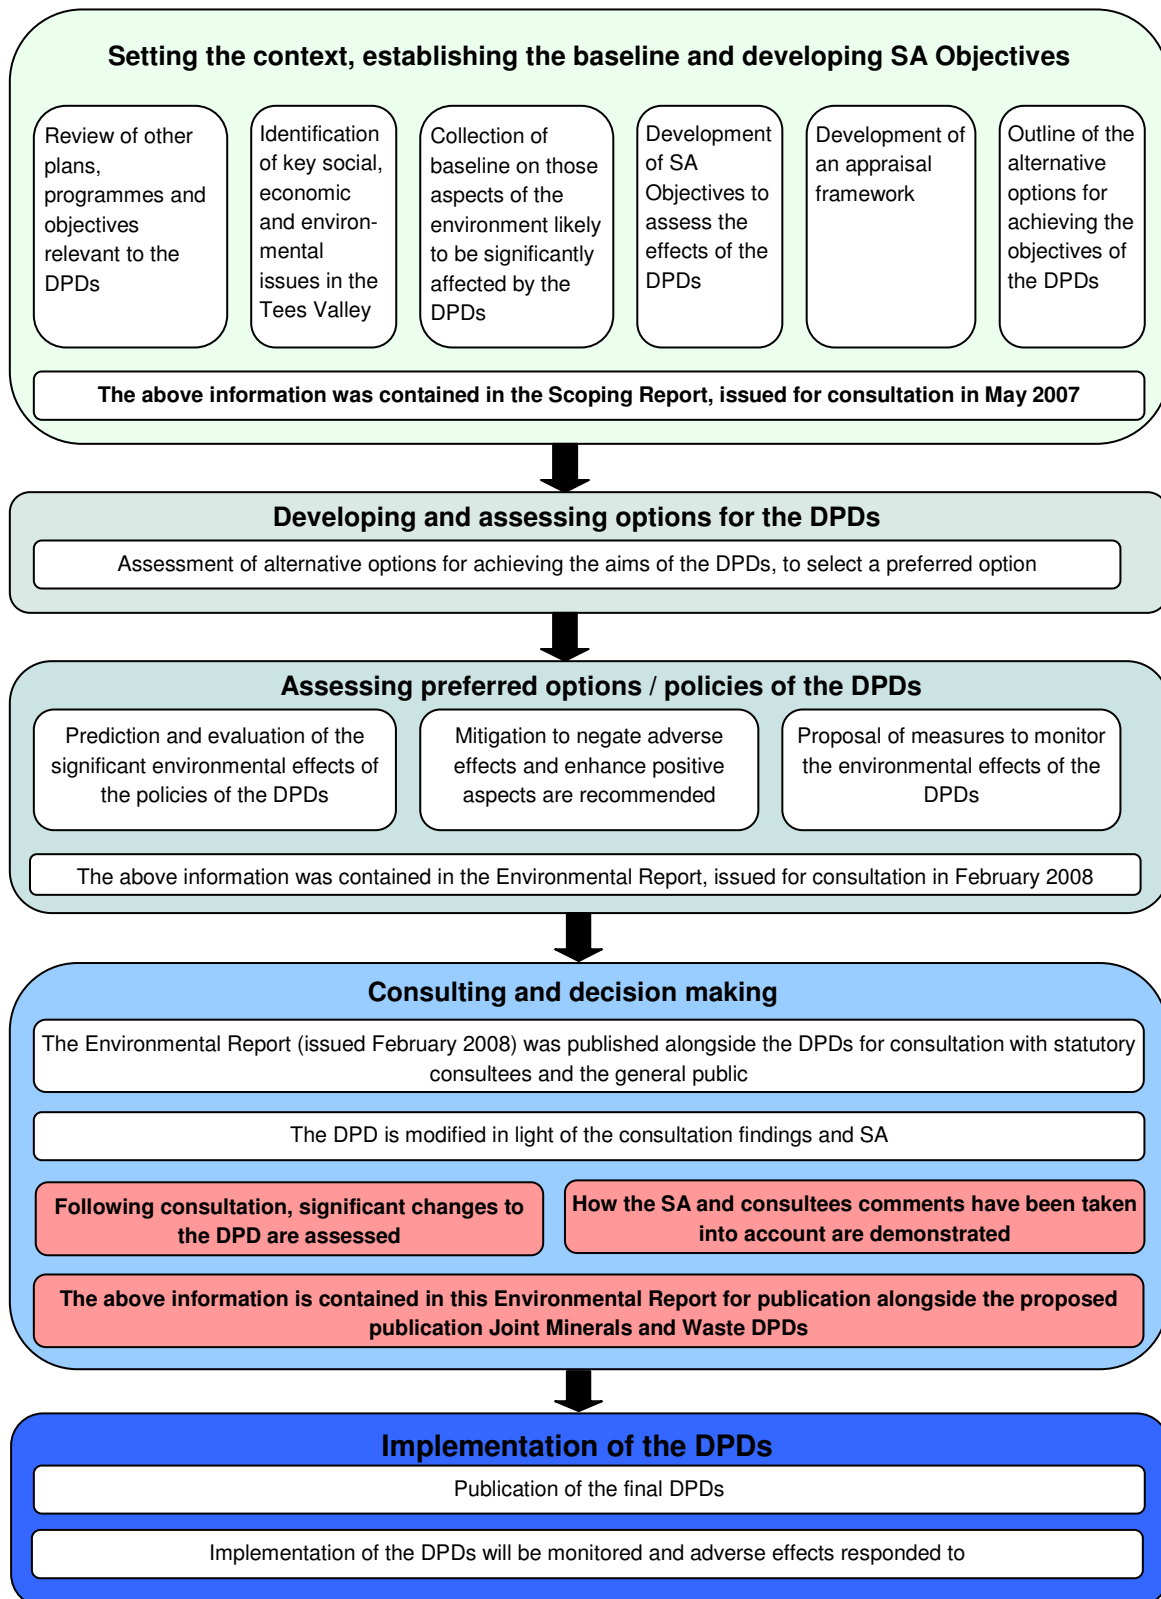 Setting the context, establishing the baseline and developing SA Objectives
Review of other
plans,
programmes and
objectives
relevant to the
DPDs
Identification
of key social,
economic
and environ-
mental
issues in the
Tees Valley
Collection of
baseline on those
aspects of the
environment likely
to be significantly
affected by the
DPDs
Development
of SA
Objectives to
assess the
effects of the
DPDs
Development of
an appraisal
framework
Outline of the
alternative
options for
achieving the
objectives of
the DPDs
The above information was contained in the Scoping Report, issued for consultation in May 2007
Developing and assessing options for the DPDs
Assessment of alternative options for achieving the aims of the DPDs, to select a preferred option
Assessing preferred options / policies of the DPDs
Prediction and evaluation of the
significant environmental effects of
the policies of the DPDs
Mitigation to negate adverse
effects and enhance positive
aspects are recommended
Proposal of measures to monitor
the environmental effects of the
DPDs
The above information was contained in the Environmental Report, issued for consultation in February 2008
Consulting and decision making
The Environmental Report (issued February 2008) was published alongside the DPDs for consultation with statutory
consultees and the general public
The DPD is modified in light of the consultation findings and SA
Following consultation, significant changes to
the DPD are assessed
How the SA and consultees comments have been taken
into account are demonstrated
The above information is contained in this Environmental Report for publication alongside the proposed
publication Joint Minerals and Waste DPDs
Implementation of the DPDs
Publication of the final DPDs
Implementation of the DPDs will be monitored and adverse effects responded to